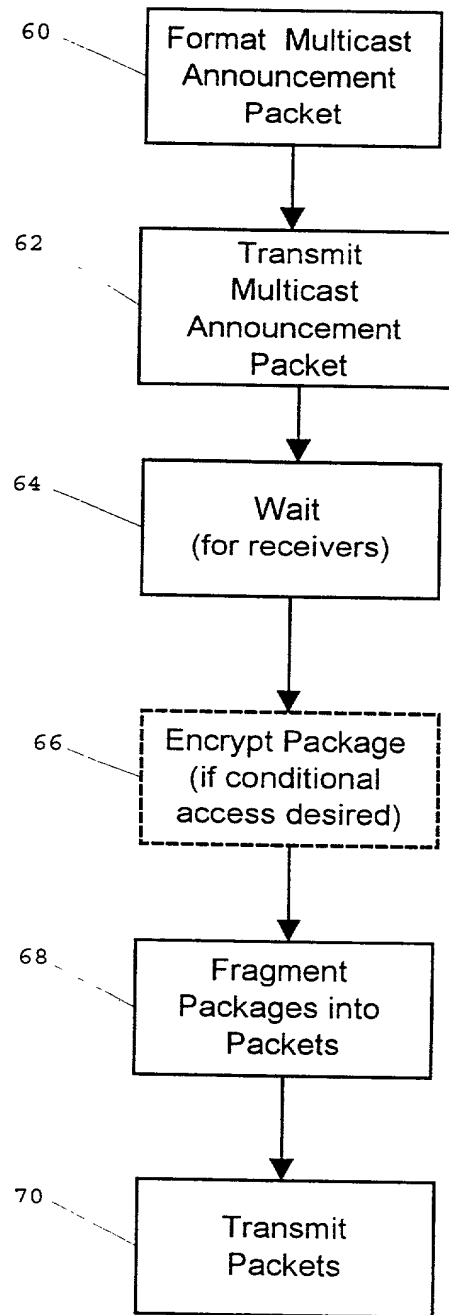 60
Format Multicast
Announcement
Packet
62
Transmit
Multicast
Announcement
Packet
64
Wait
(for receivers)
66
Encrypt Package
(if conditional
access desired)
68
Fragment
Packages into
Packets
70
Transmit
Packets